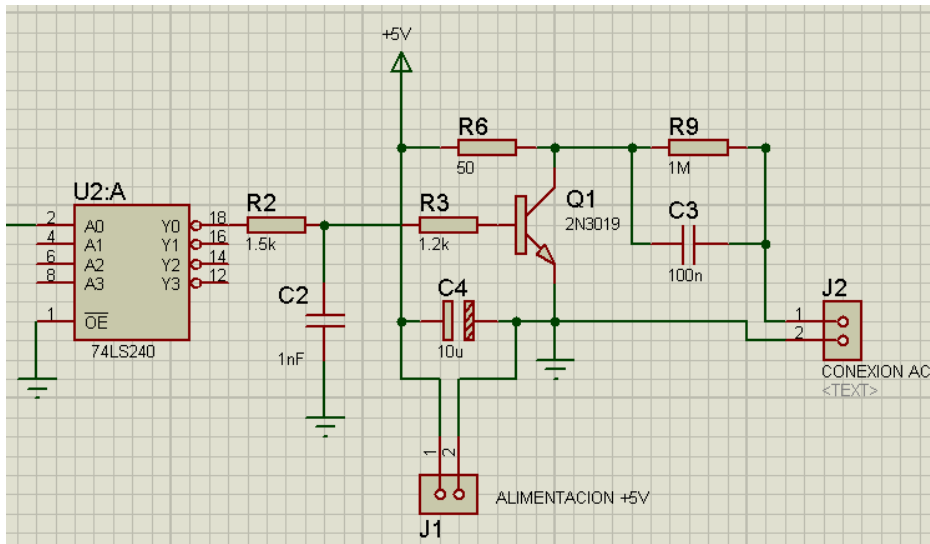 +5V
R6
50
R9
1M
U2:A
2
4
6
8
1
A0
A1
A2
A3
OE
Y0
Y1
Y2
Y3
18
16
14
12
74LS240
R2
1.5k
R3
1.2k
Q1
2N3019
C3
100n
C2
1nF
C4
10u
J2
1
2
CONEXION AC
<TEXT>
1
2
J1
ALIMENTACION +5V